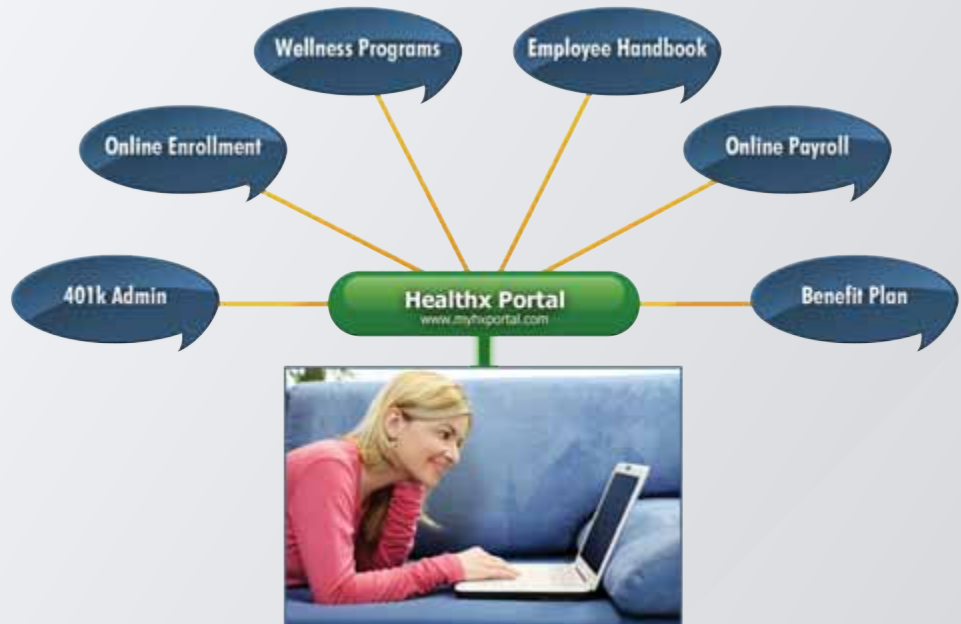 Wellness Programs
Employee Handbook
Online Enrollment
Online Payroll
401k Admin
Healthx Portal
www.myhxportal.com
Benefit Plan